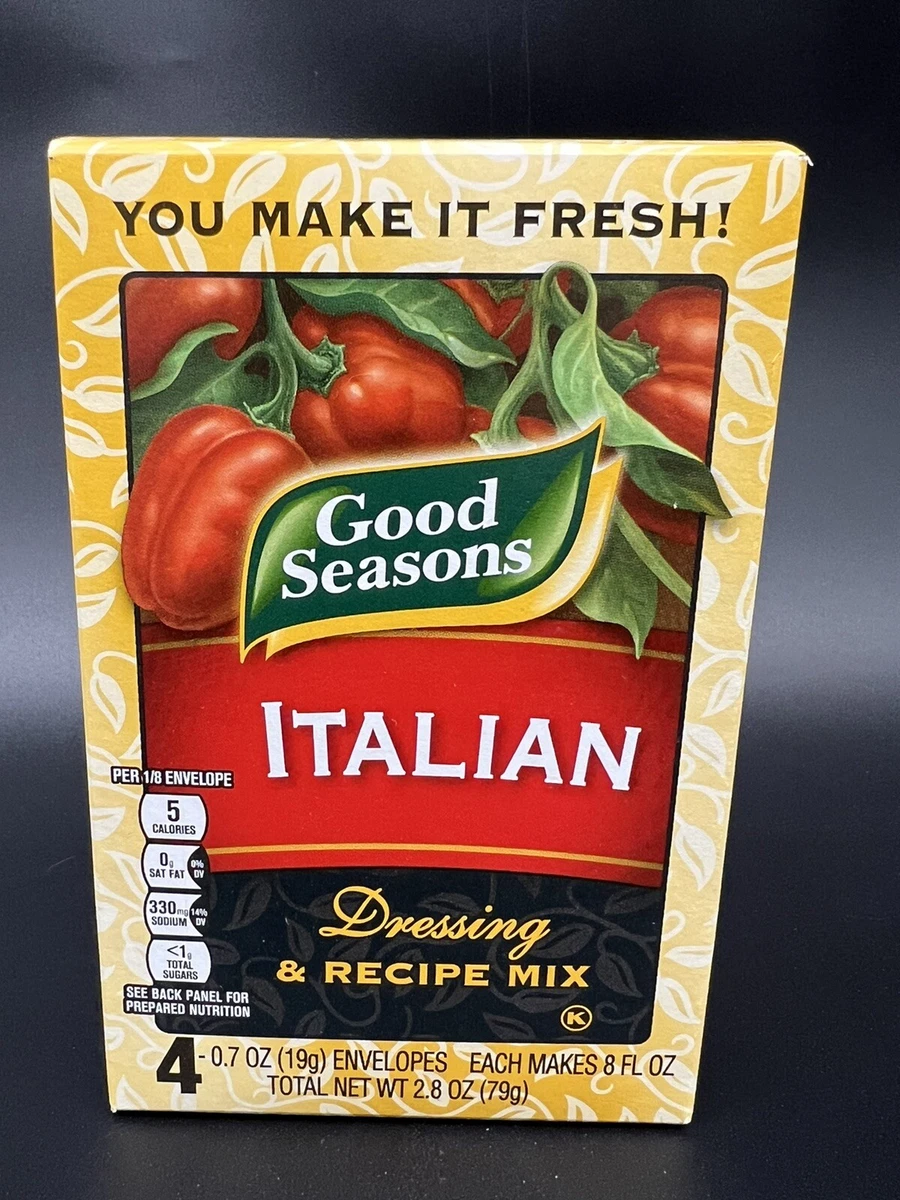 YOU MAKE IT FRESH!
Good
Seasons
ITALIAN
PER 1/8 ENVELOPE
5
CALORIES
0g
SAT FAT
0%
DV
330mg
SODIUM
14%
DV
<1g
TOTAL
SUGARS
SEE BACK PANEL FOR
PREPARED NUTRITION
Dressing
& RECIPE MIX
K
4 - 0.7 OZ (19g) ENVELOPES EACH MAKES 8 FL OZ
TOTAL NET WT 2.8 OZ (79g)